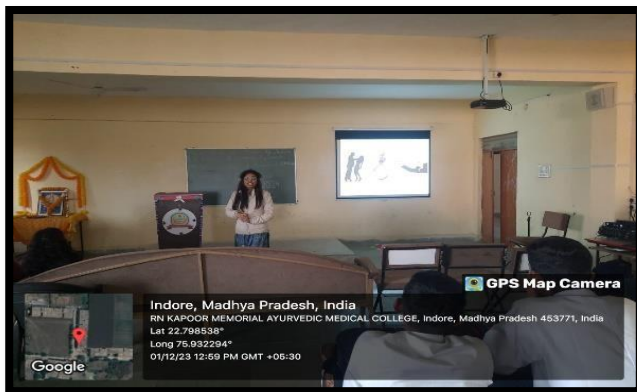 GPS Map Camera
Indore, Madhya Pradesh, India
RN KAPOOR MEMORIAL AYURVEDIC MEDICAL COLLEGE, Indore, Madhya Pradesh 453771, India
Lat 22.798538°
Long 75.932294°
01/12/23 12:59 PM GMT +05:30
Google